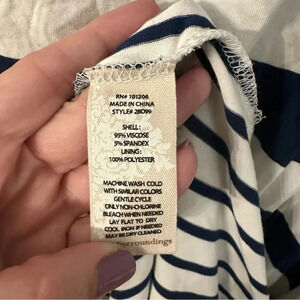 RN# 101206
MADE IN CHINA
STYLE# 28D99
SHELL:
95% VISCOSE
5% SPANDEX
LINING:
100% POLYESTER
MACHINE WASH COLD
WITH SIMILAR COLORS
GENTLE CYCLE
ONLY NON-CHLORINE
BLEACH WHEN NEEDED
LAY FLAT TO DRY
COOL IRON IF NEEDED
MAY BE DRY CLEANED
Surroundings